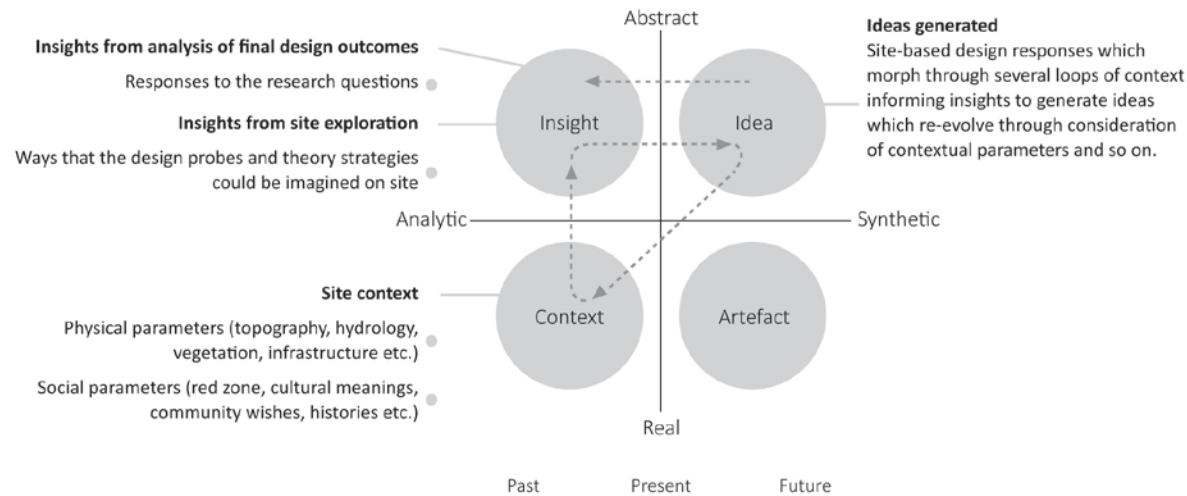 Abstract
Insights from analysis of final design outcomes
Responses to the research questions
Insights from site exploration
Ways that the design probes and theory strategies
could be imagined on site
Insight
Idea
Ideas generated
Site-based design responses which
morph through several loops of context
informing insights to generate ideas
which re-evolve through consideration
of contextual parameters and so on.
Analytic
Synthetic
Site context
Physical parameters (topography, hydrology,
vegetation, infrastructure etc.)
Social parameters (red zone, cultural meanings,
community wishes, histories etc.)
Context
Artefact
Real
Past
Present
Future